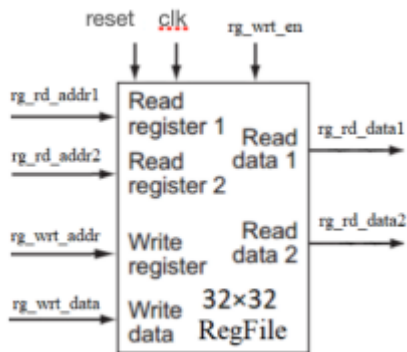 reset clk rg_wrt_en
rg_rd_addr1
Read
register 1
Read
data 1
rg_rd_data1
rg_rd_addr2
Read
register 2
rg_wrt_addr
Write
register
Read
data 2
rg_rd_data2
rg_wrt_data
Write
data
32×32
RegFile